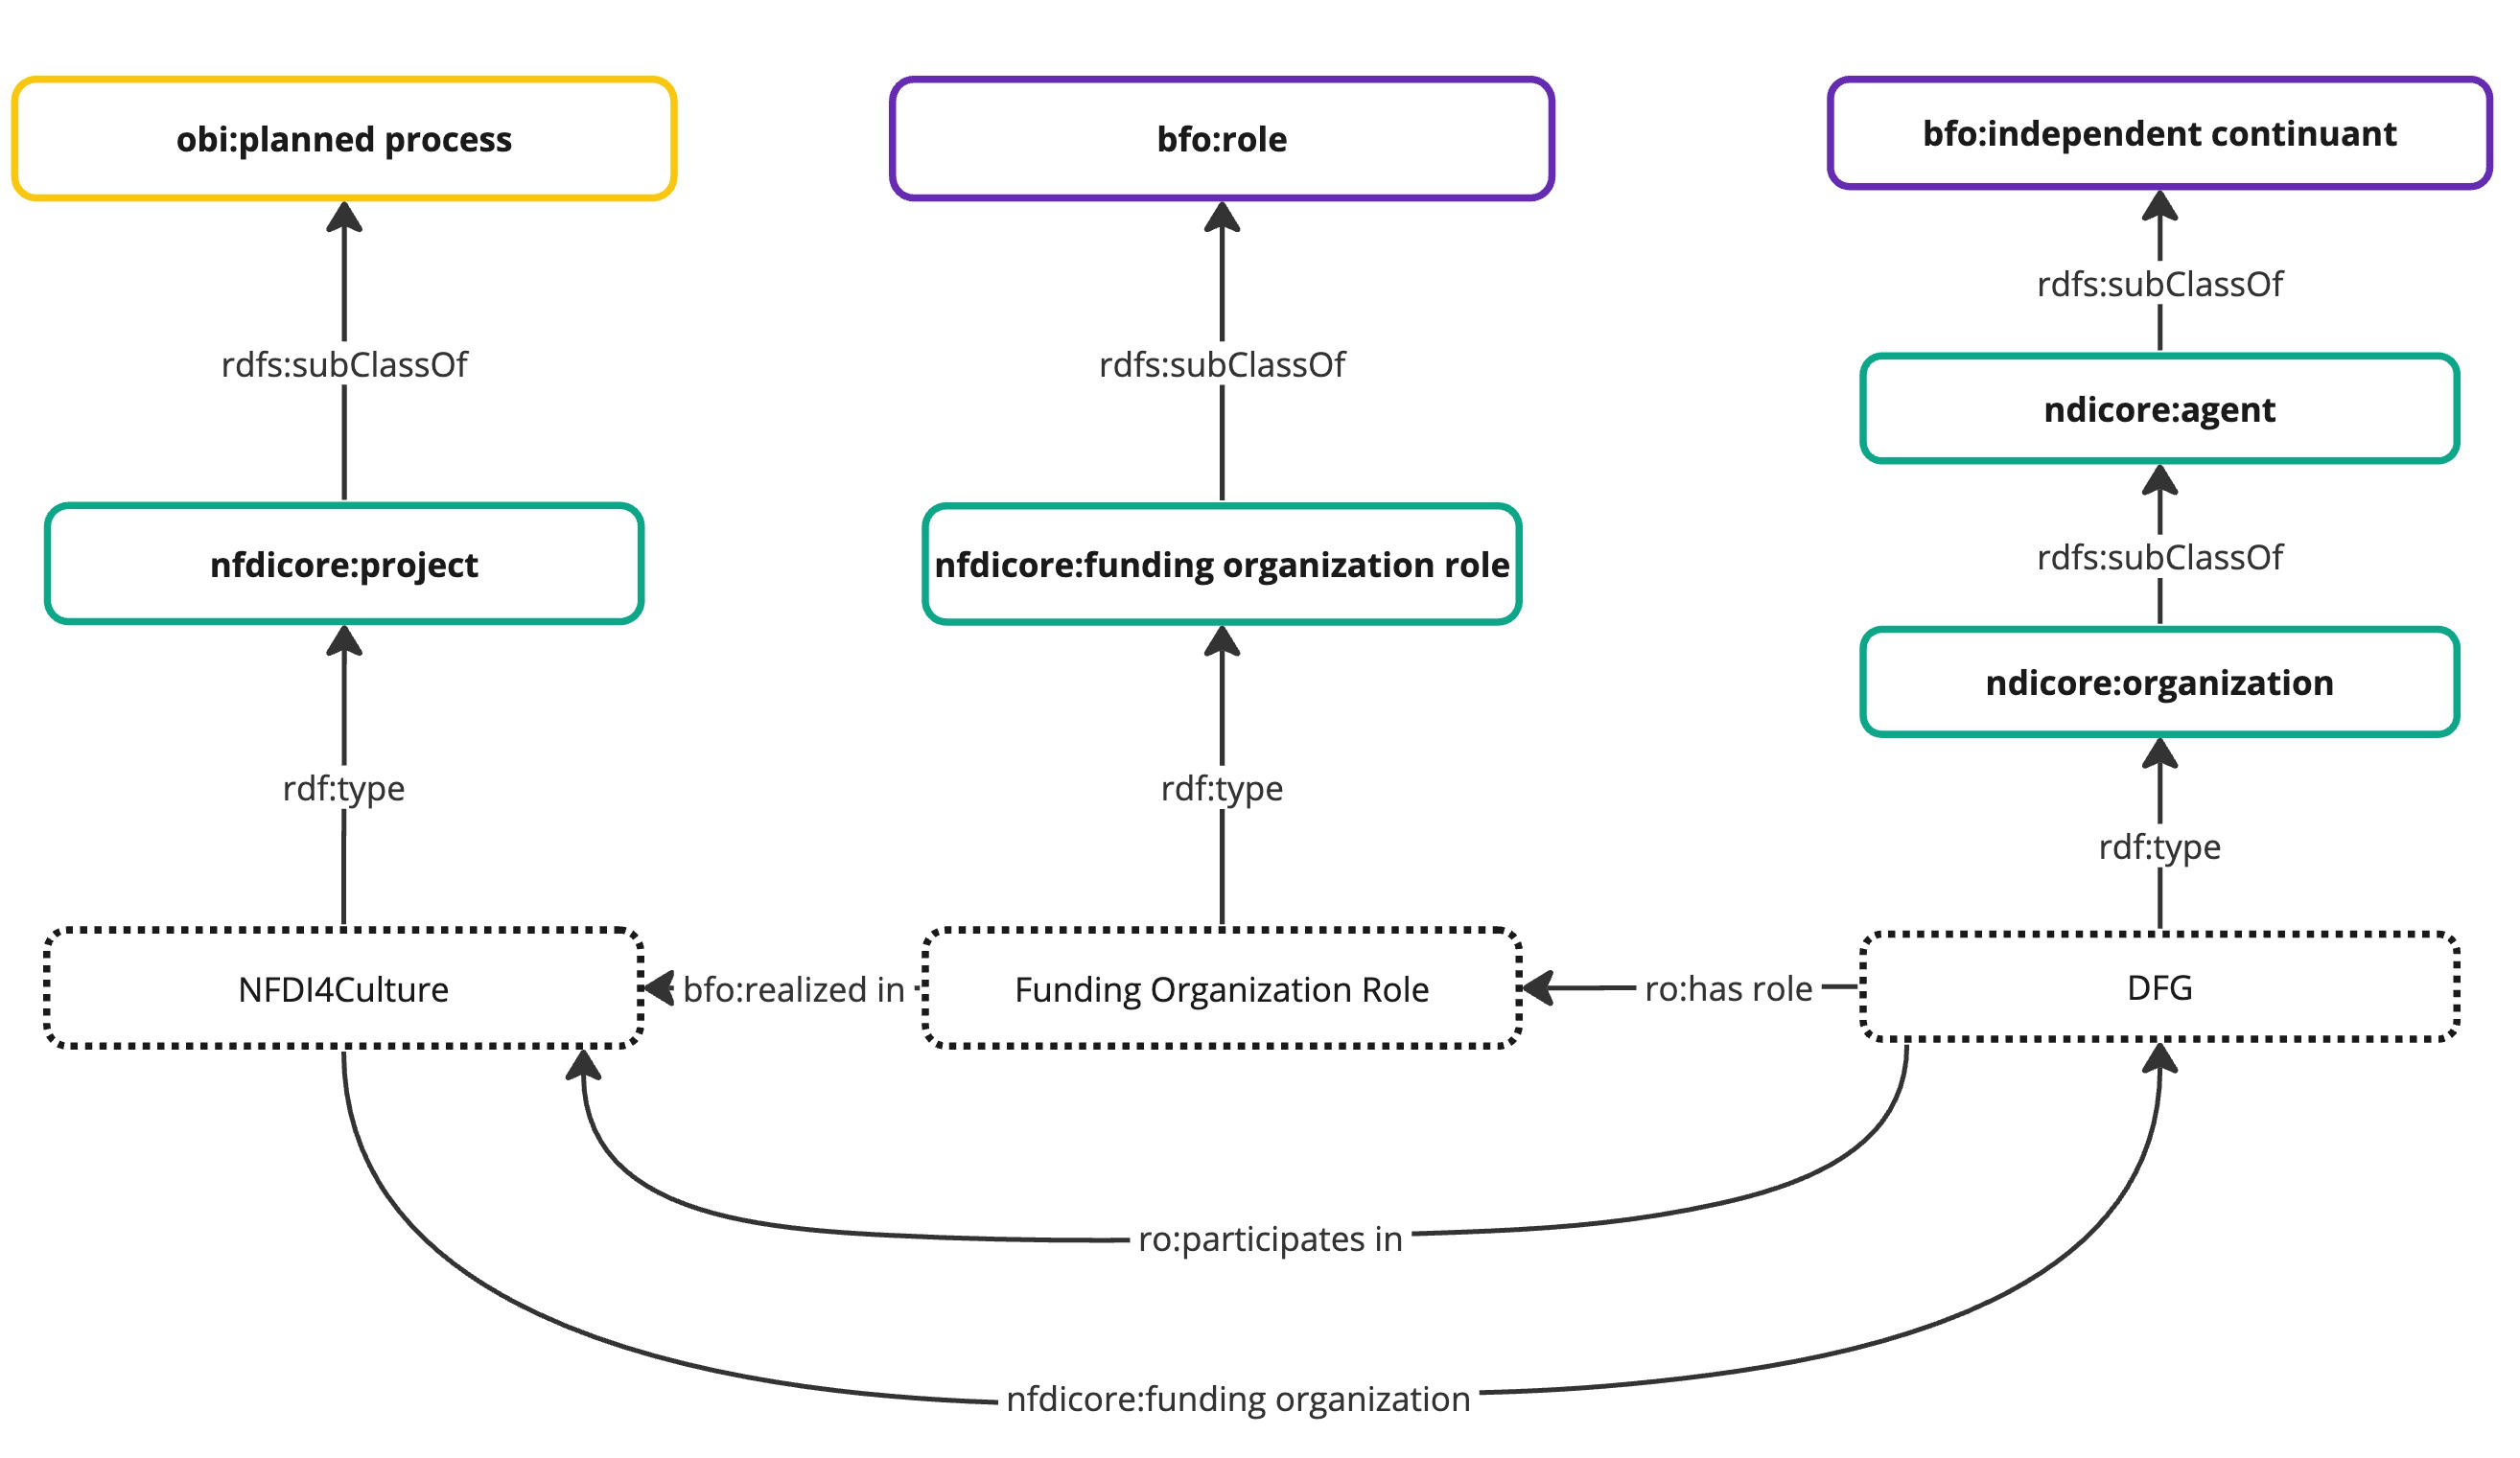 obi:planned process
bfo:role
bfo:independent continuant
rdfs:subClassOf
rdfs:subClassOf
rdfs:subClassOf
ndicore:agent
rdfs:subClassOf
nfdicore:project
nfdicore:funding organization role
ndicore:organization
rdf:type
rdf:type
rdf:type
NFDI4Culture
bfo:realized in
Funding Organization Role
ro:has role
DFG
ro:participates in
nfdicore:funding organization